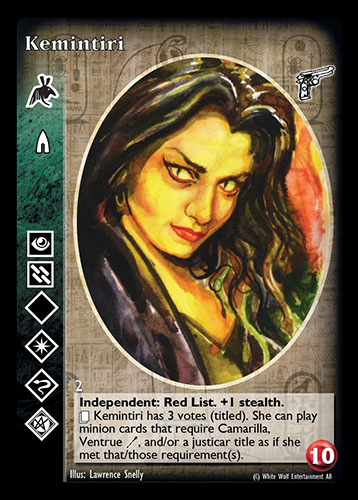 Kemintiri
2
Independent: Red List. +1 stealth.
Kemintiri has 3 votes (titled). She can play
minion cards that require Camarilla,
Ventrue , and/or a justicar title as if she
met that/those requirement(s).
10
Illus: Lawrence Snelly
(C) White Wolf Entertainment AB